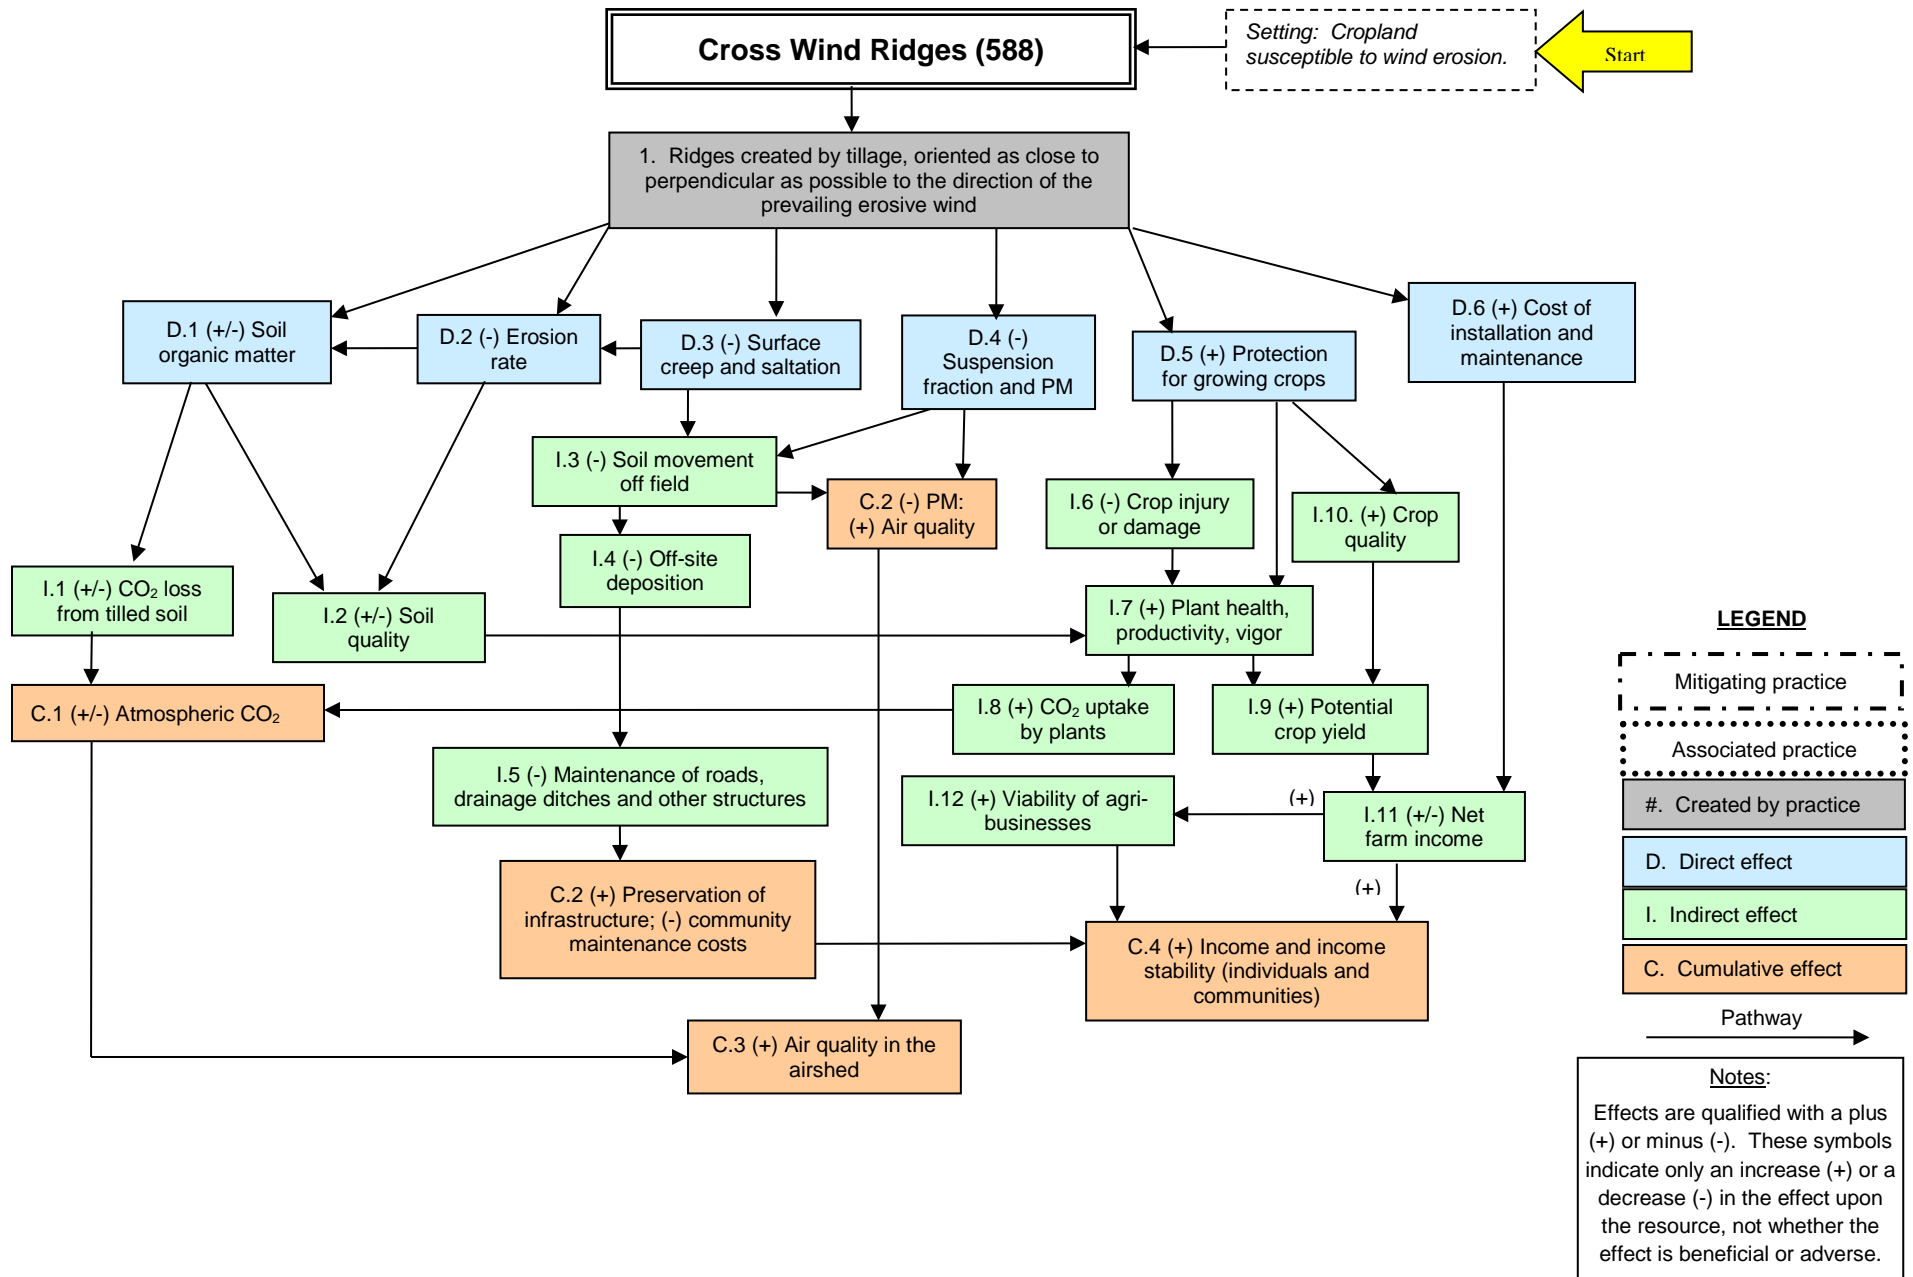 Cross Wind Ridges (588)
Setting:  Cropland
susceptible to wind erosion.
Start
1.  Ridges created by tillage, oriented as close to
perpendicular as possible to the direction of the
prevailing erosive wind
D.1 (+/-) Soil
organic matter
D.2 (-) Erosion
rate
D.3 (-) Surface
creep and saltation
D.4 (-)
Suspension
fraction and PM
D.5 (+) Protection
for growing crops
D.6 (+) Cost of
installation and
maintenance
I.3 (-) Soil movement
off field
C.2 (-) PM:
(+) Air quality
I.6 (-) Crop injury
or damage
I.10. (+) Crop
quality
I.4 (-) Off-site
deposition
I.1 (+/-) CO₂ loss
from tilled soil
I.2 (+/-) Soil
quality
I.7 (+) Plant health,
productivity, vigor
C.1 (+/-) Atmospheric CO₂
I.8 (+) CO₂ uptake
by plants
I.9 (+) Potential
crop yield
I.5 (-) Maintenance of roads,
drainage ditches and other structures
I.12 (+) Viability of agri-
businesses
(+)
I.11 (+/-) Net
farm income
(+)
C.2 (+) Preservation of
infrastructure; (-) community
maintenance costs
C.4 (+) Income and income
stability (individuals and
communities)
C.3 (+) Air quality in the
airshed
LEGEND
Mitigating practice
Associated practice
#.  Created by practice
D.  Direct effect
I.  Indirect effect
C.  Cumulative effect
Pathway
Notes:
Effects are qualified with a plus
(+) or minus (-).  These symbols
indicate only an increase (+) or a
decrease (-) in the effect upon
the resource, not whether the
effect is beneficial or adverse.